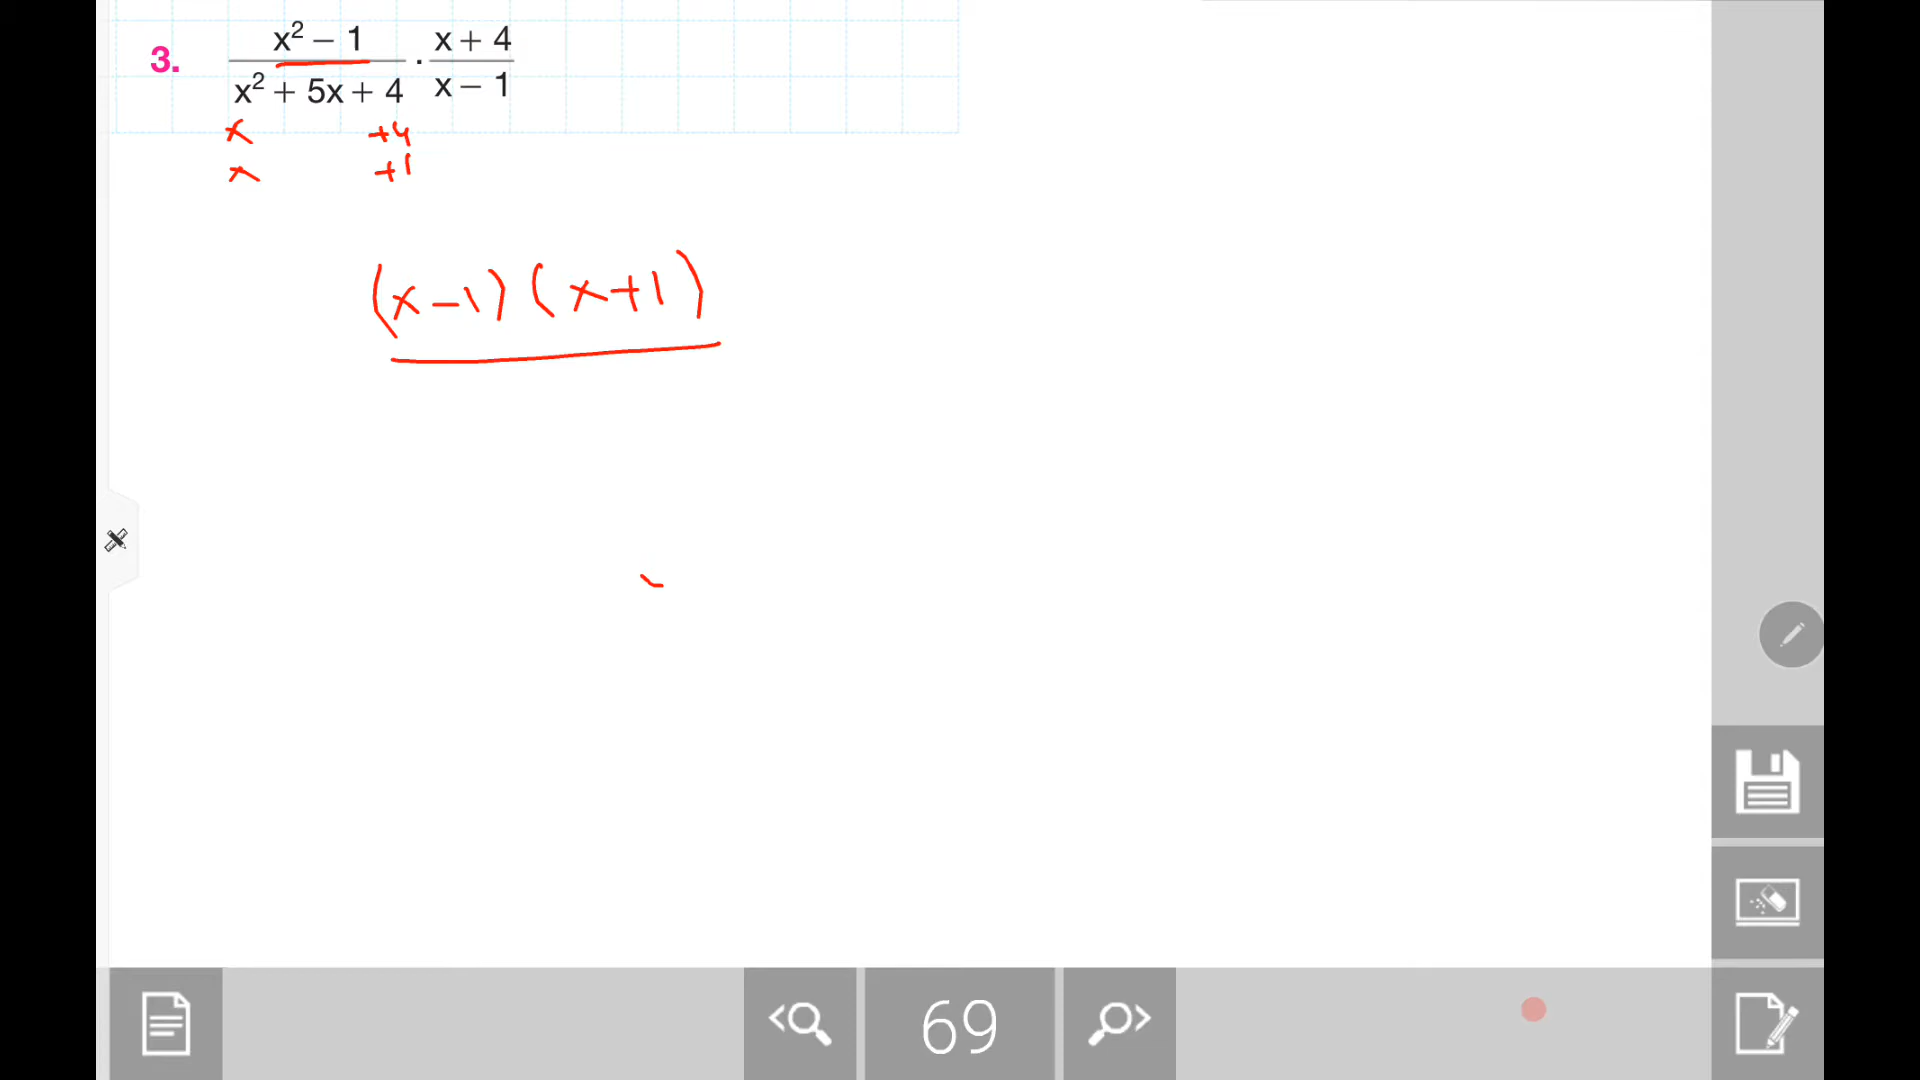 3. x² − 1 / x² + 5x + 4 · x + 4 / x − 1
x +4
x +1
(x−1)(x+1)
69